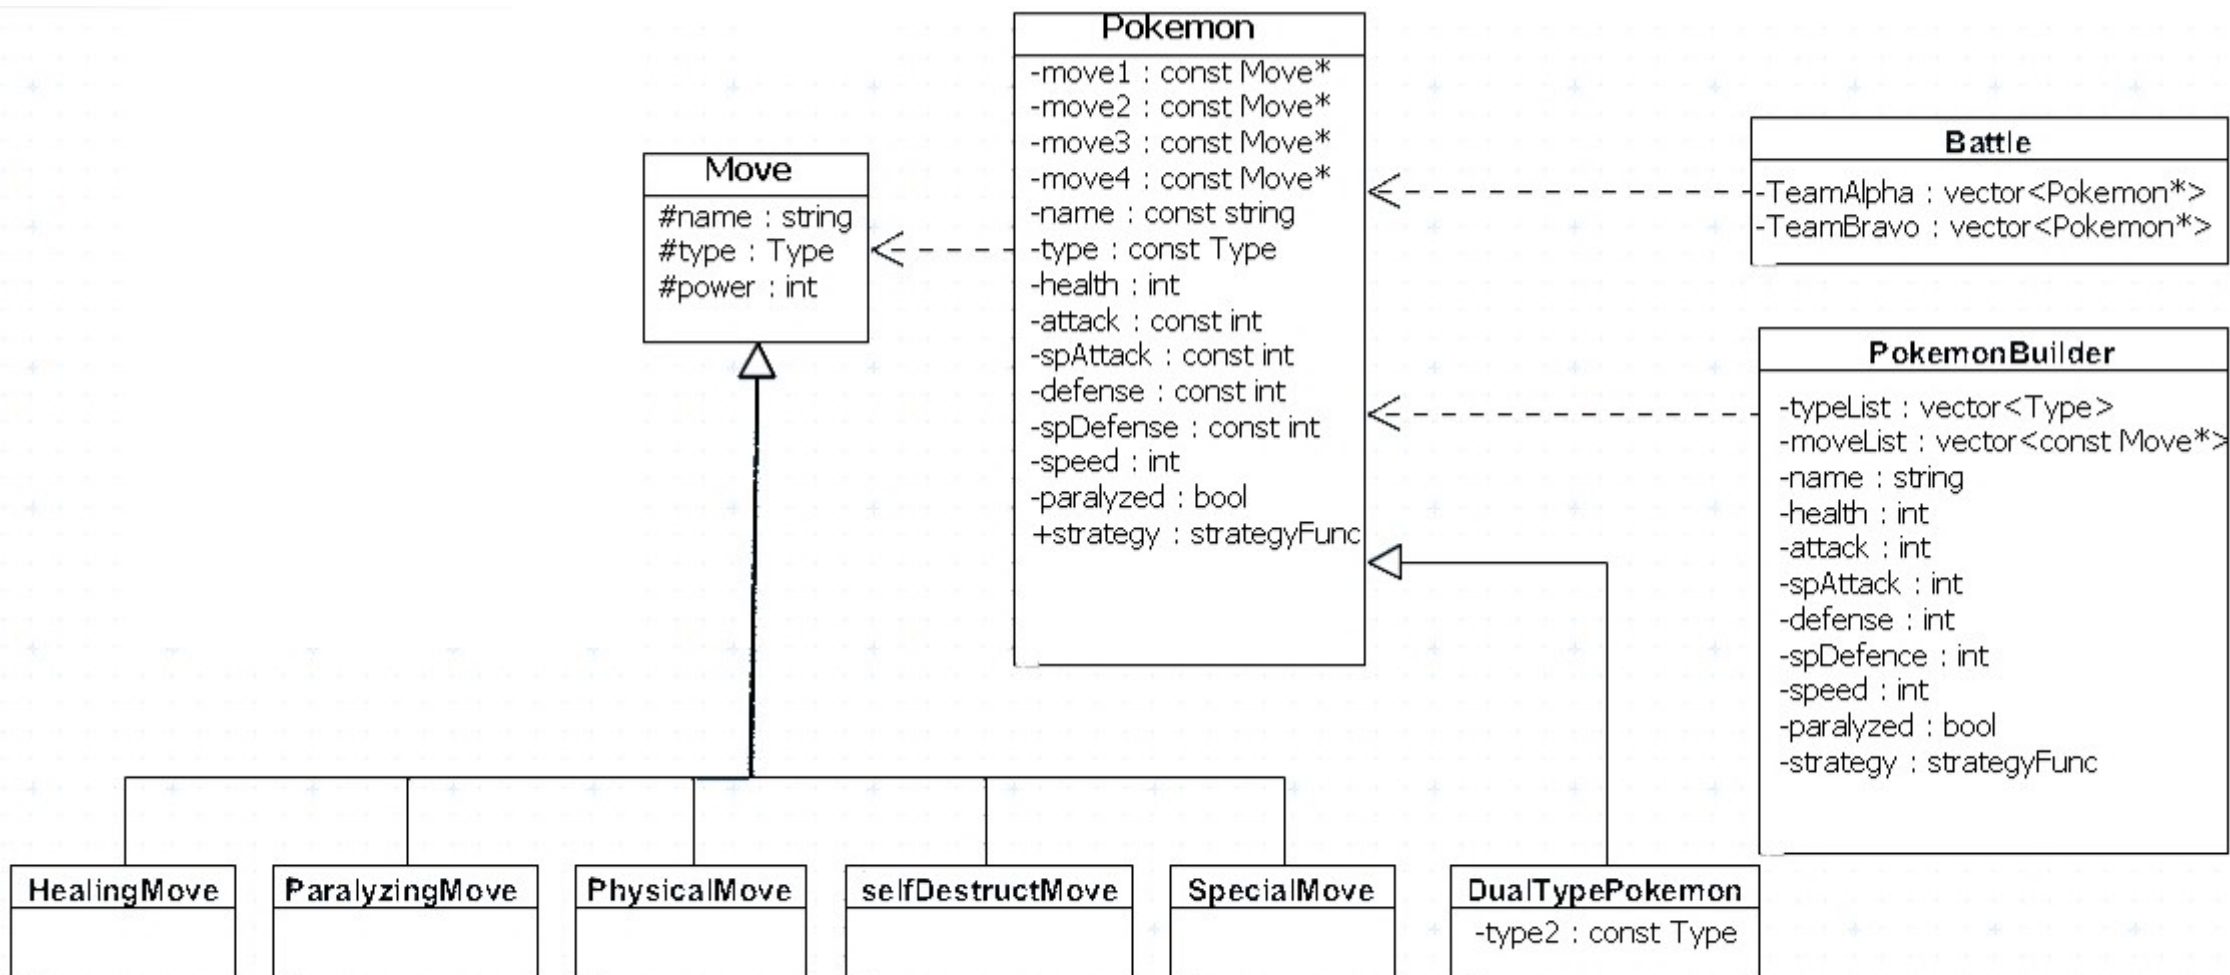 Pokemon
-move1 : const Move*
-move2 : const Move*
-move3 : const Move*
-move4 : const Move*
-name : const string
-type : const Type
-health : int
-attack : const int
-spAttack : const int
-defense : const int
-spDefense : const int
-speed : int
-paralyzed : bool
+strategy : strategyFunc
Move
#name : string
#type : Type
#power : int
Battle
-TeamAlpha : vector<Pokemon*>
-TeamBravo : vector<Pokemon*>
PokemonBuilder
-typeList : vector<Type>
-moveList : vector<const Move*>
-name : string
-health : int
-attack : int
-spAttack : int
-defense : int
-spDefence : int
-speed : int
-paralyzed : bool
-strategy : strategyFunc
HealingMove
ParalyzingMove
PhysicalMove
selfDestructMove
SpecialMove
DualTypePokemon
-type2 : const Type